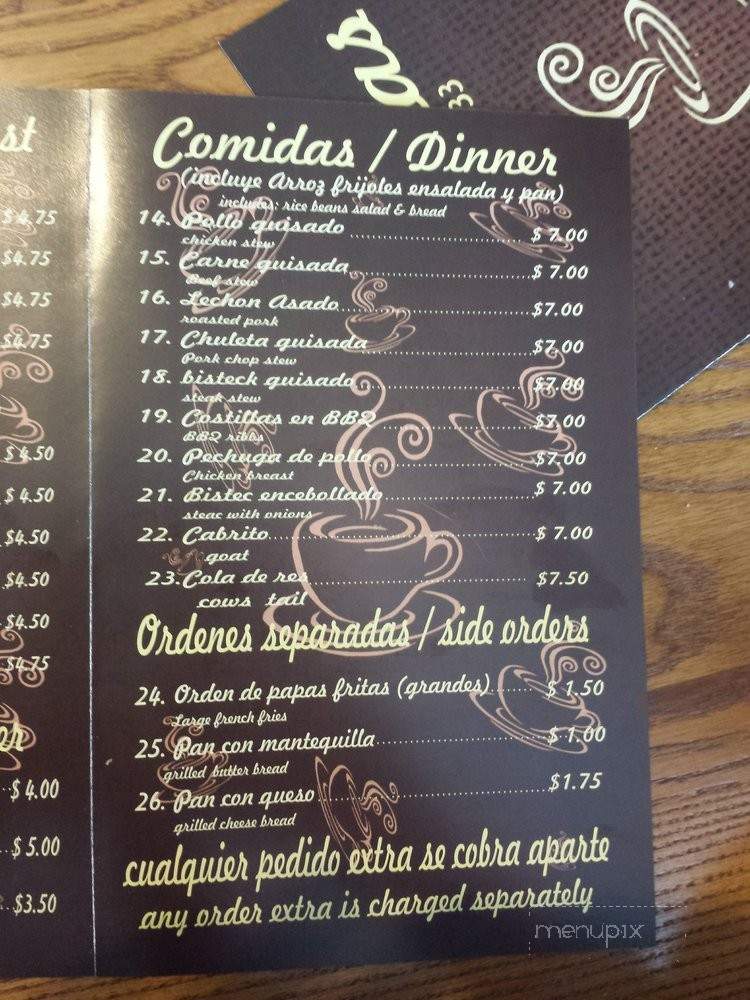 st
$4.75
$4.75
$4.75
$4.75
$4.50
$4.50
$4.50
$4.50
$4.50
$4.75
er
$4.00
$5.00
$3.50
33
Comidas / Dinner
(incluye Arroz frijoles ensalada y pan)
includes: rice beans salad & bread
14. Pollo guisado $ 7.00
chicken stew
15. Carne guisada $ 7.00
Beef stew
16. Lechon Asado $7.00
roasted pork
17. Chuleta guisada $7.00
Pork chop stew
18. bisteck guisado $7.00
steak stew
19. Costillas en BBQ $7.00
BBQ ribbs
20. Pechuga de pollo $7.00
Chicken breast
21. Bistec encebollado $ 7.00
steac with onions
22. Cabrito $ 7.00
goat
23. Cola de res $7.50
cows tail
Ordenes separadas / side orders
24. Orden de papas fritas (grandes) $ 1.50
Large french fries
25. Pan con mantequilla $ 1.00
grilled butter bread
26. Pan con queso $1.75
grilled cheese bread
cualquier pedido extra se cobra aparte
any order extra is charged separately
menupix